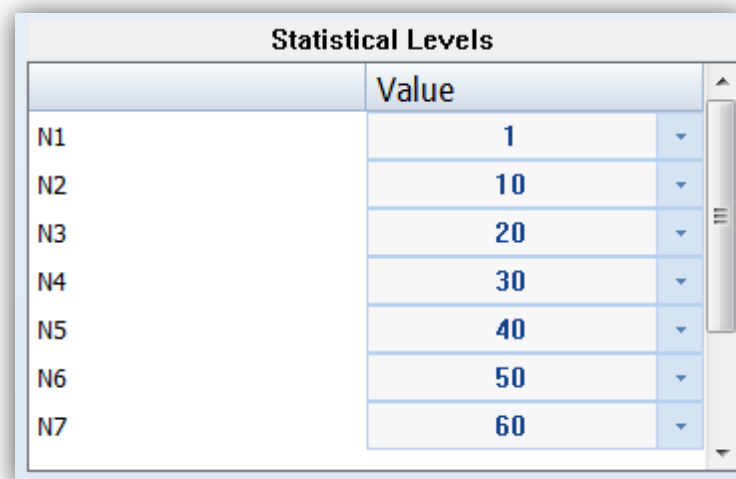 Statistical Levels
Value
N1 1
N2 10
N3 20
N4 30
N5 40
N6 50
N7 60